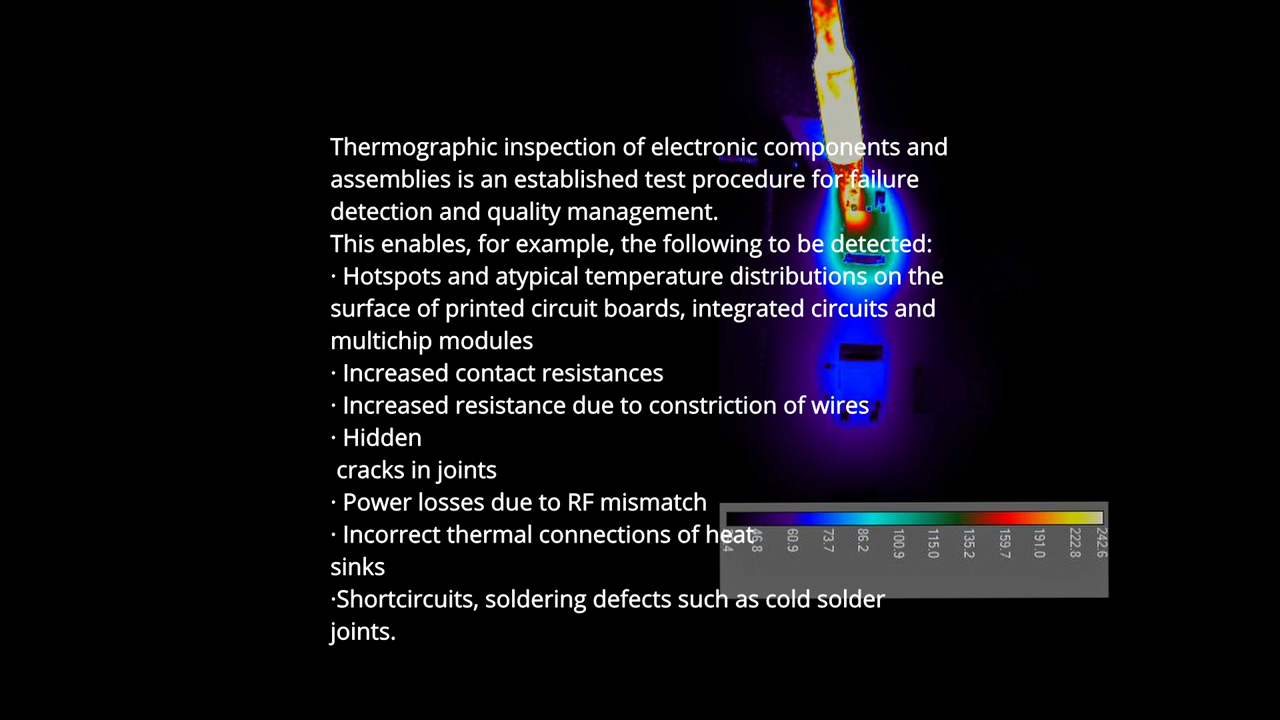 Thermographic inspection of electronic components and
assemblies is an established test procedure for failure
detection and quality management.
This enables, for example, the following to be detected:
· Hotspots and atypical temperature distributions on the
surface of printed circuit boards, integrated circuits and
multichip modules
· Increased contact resistances
· Increased resistance due to constriction of wires
· Hidden
cracks in joints
· Power losses due to RF mismatch
· Incorrect thermal connections of heat
sinks
·Shortcircuits, soldering defects such as cold solder
joints.
60.9 73.7 86.2 100.9 115.0 135.2 159.7 191.0 222.8 242.6